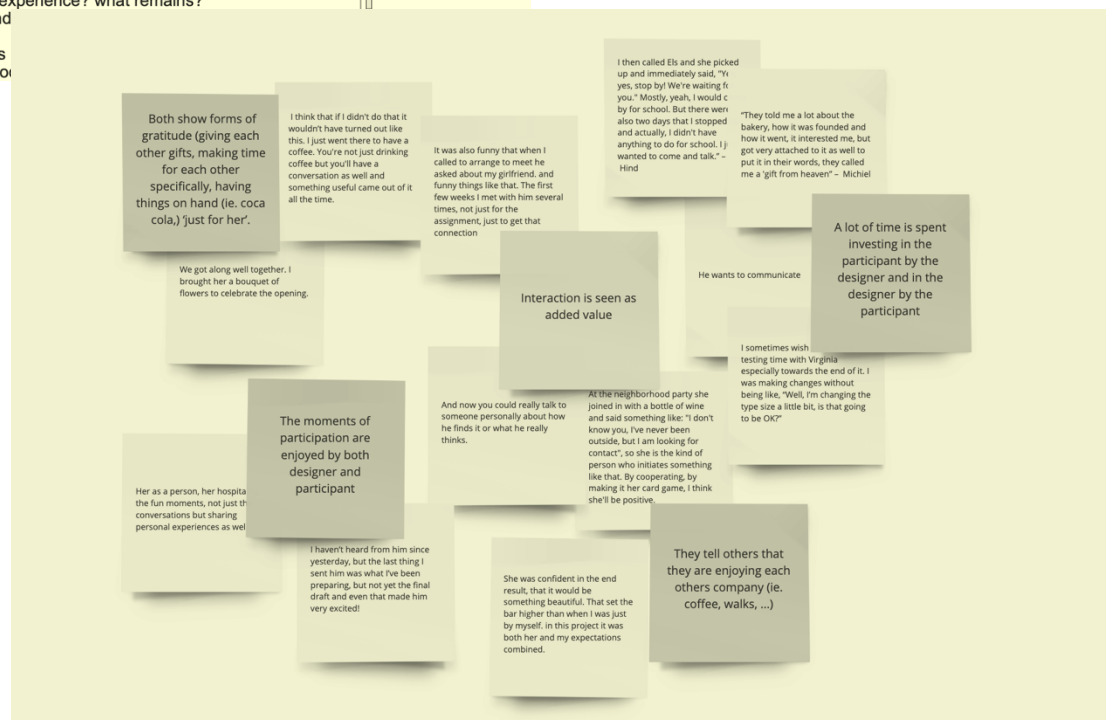 experience? what remains?
Both show forms of
gratitude (giving each
other gifts, making time
for each other
specifically, having
things on hand (ie. coca
cola,) ‘just for her’.
I think that if I didn't do that it
wouldn't have turned out like
this. I just went there to have a
coffee. You're not just drinking
coffee but you'll have a
conversation as well and
something useful came out of it
all the time.
It was also funny that when I
called to arrange to meet he
asked about my girlfriend. and
funny things like that. The first
few weeks I met with him several
times, not just for the
assignment, just to get that
connection
I then called Els and she picked
up and immediately said, "Ye
yes, stop by! We're waiting fo
you." Mostly, yeah, I would c
by for school. But there were
also two days that I stopped
and actually, I didn't have
anything to do for school. I j
wanted to come and talk." –
Hind
"They told me a lot about the
bakery, how it was founded and
how it went, it interested me, but
got very attached to it as well to
put it in their words, they called
me a 'gift from heaven" – Michiel
A lot of time is spent
investing in the
participant by the
designer and in the
designer by the
participant
We got along well together. I
brought her a bouquet of
flowers to celebrate the opening.
Interaction is seen as
added value
He wants to communicate
I sometimes wish
testing time with Virginia
especially towards the end of it. I
was making changes without
being like, "Well, I'm changing the
type size a little bit, is that going
to be OK?"
The moments of
participation are
enjoyed by both
designer and
participant
And now you could really talk to
someone personally about how
he finds it or what he really
thinks.
At the neighborhood party she
joined in with a bottle of wine
and said something like: "I don't
know you, I've never been
outside, but I am looking for
contact", so she is the kind of
person who initiates something
like that. By cooperating, by
making it her card game, I think
she'll be positive.
Her as a person, her hospita
the fun moments, not just th
conversations but sharing
personal experiences as wel
I haven't heard from him since
yesterday, but the last thing I
sent him was what I've been
preparing, but not yet the final
draft and even that made him
very excited!
She was confident in the end
result, that it would be
something beautiful. That set the
bar higher than when I was just
by myself. in this project it was
both her and my expectations
combined.
They tell others that
they are enjoying each
others company (ie.
coffee, walks, ...)